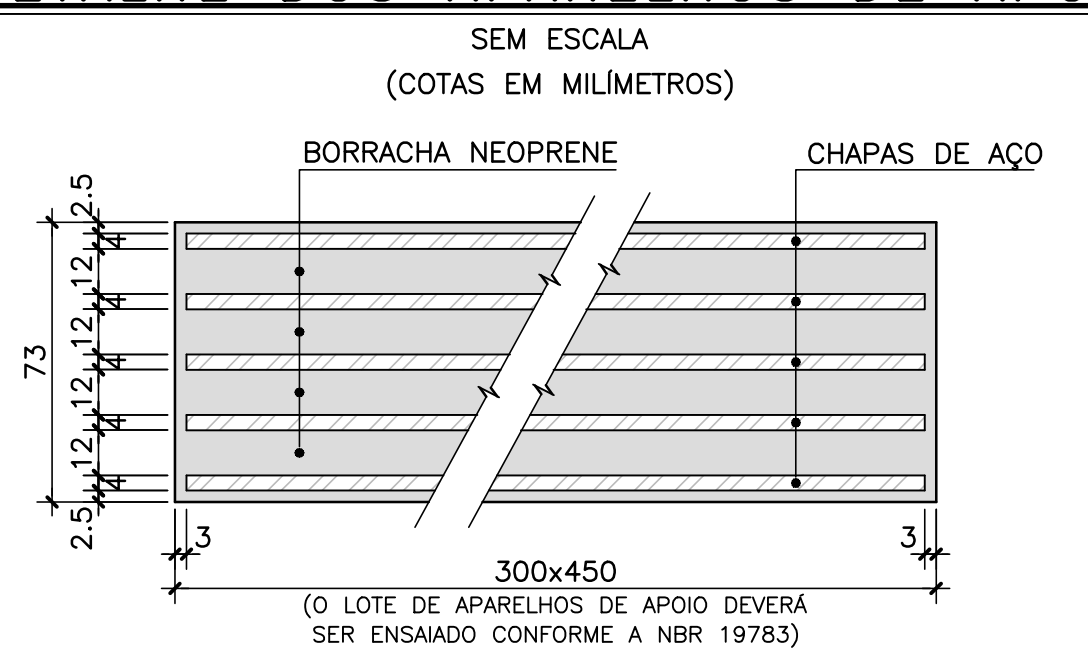 SEM ESCALA
(COTAS EM MILÍMETROS)
BORRACHA NEOPRENE
CHAPAS DE AÇO
2.5
4
12
4
12
4
12
4
12
4
2.5
73
3
3
300x450
(O LOTE DE APARELHOS DE APOIO DEVERÁ
SER ENSAIADO CONFORME A NBR 19783)